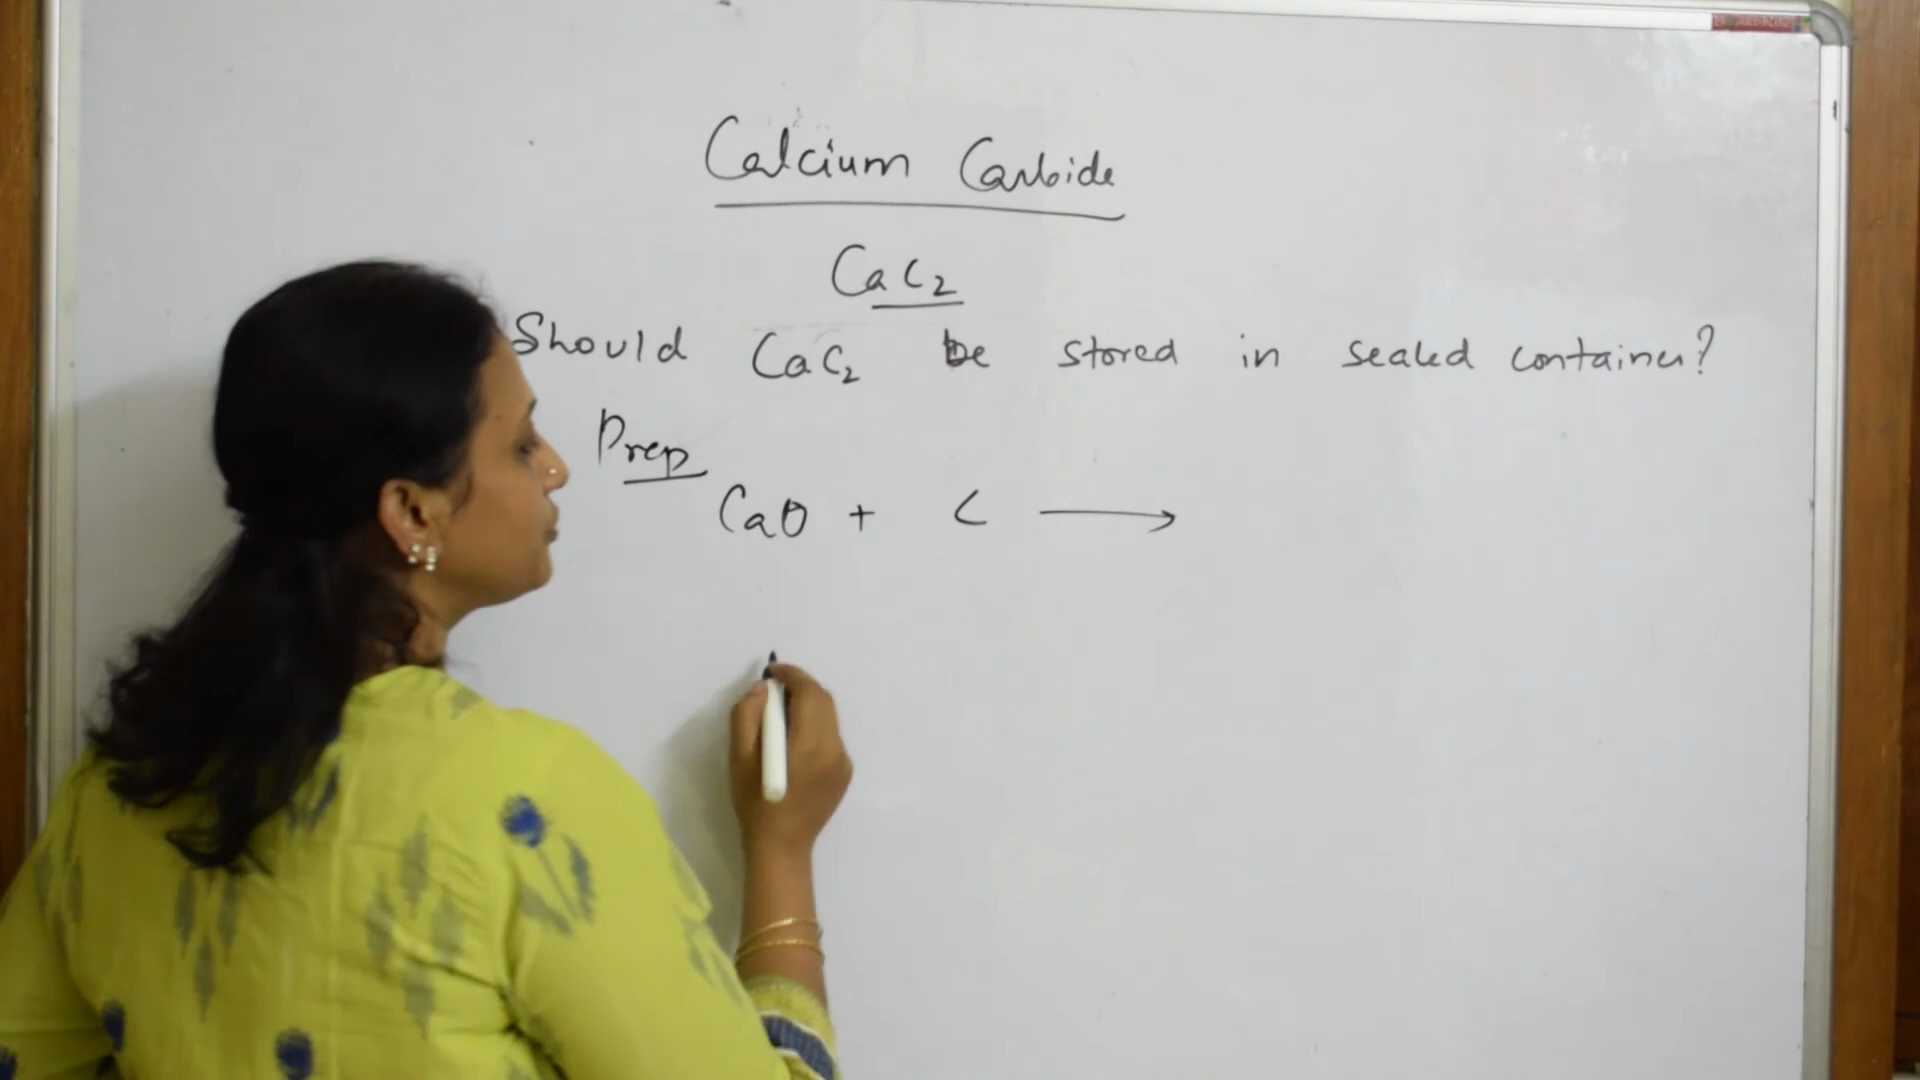 Calcium Carbide
CaC₂
Should CaC₂ be stored in sealed container?
Prep
CaO + C ⟶